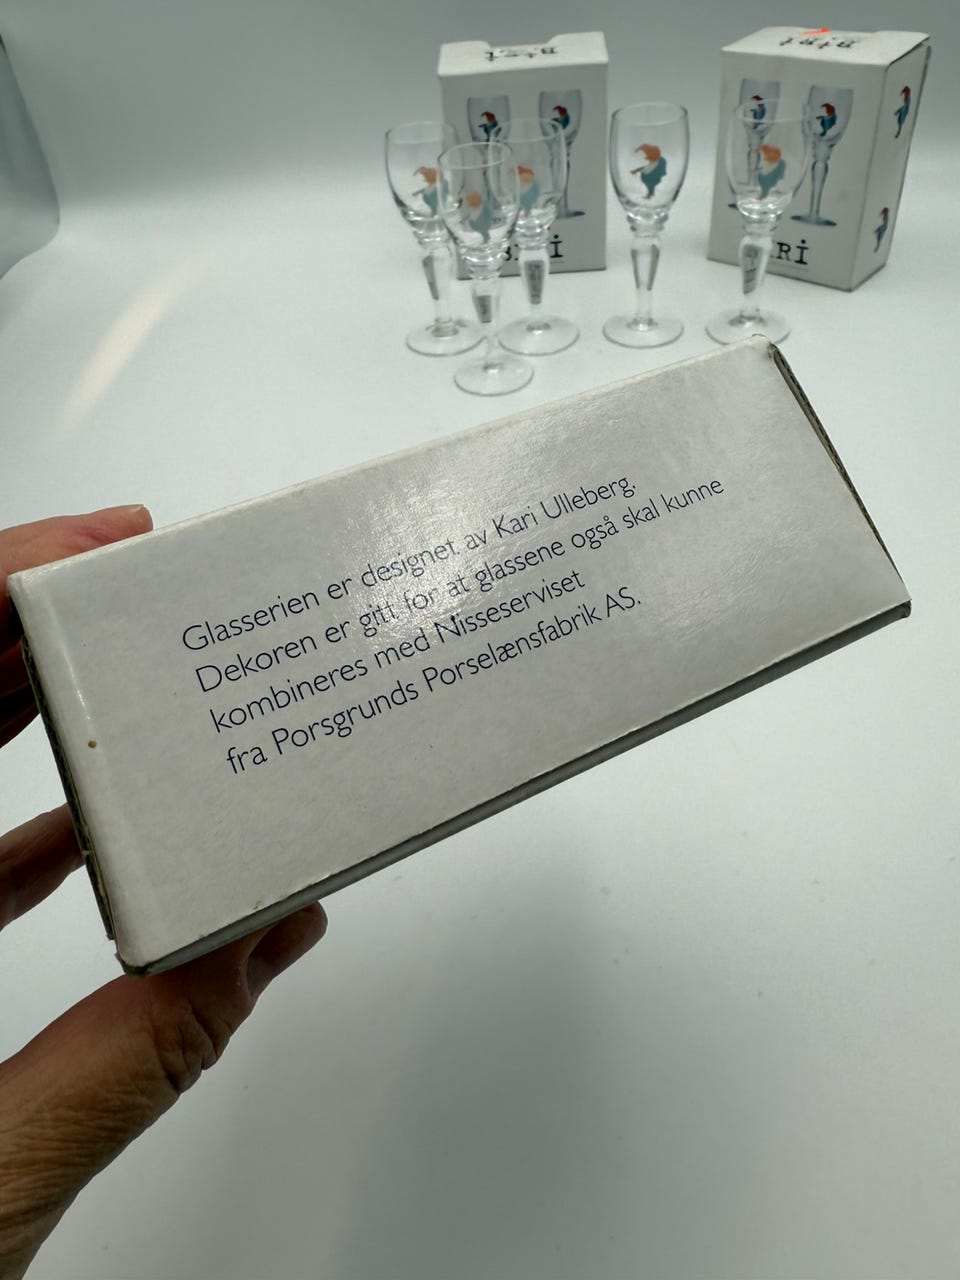 Glasserien er designet av Kari Ulleberg.
Dekoren er gitt for at glassene også skal kunne
kombineres med Nisseserviset
fra Porsgrunds Porselænsfabrik AS.